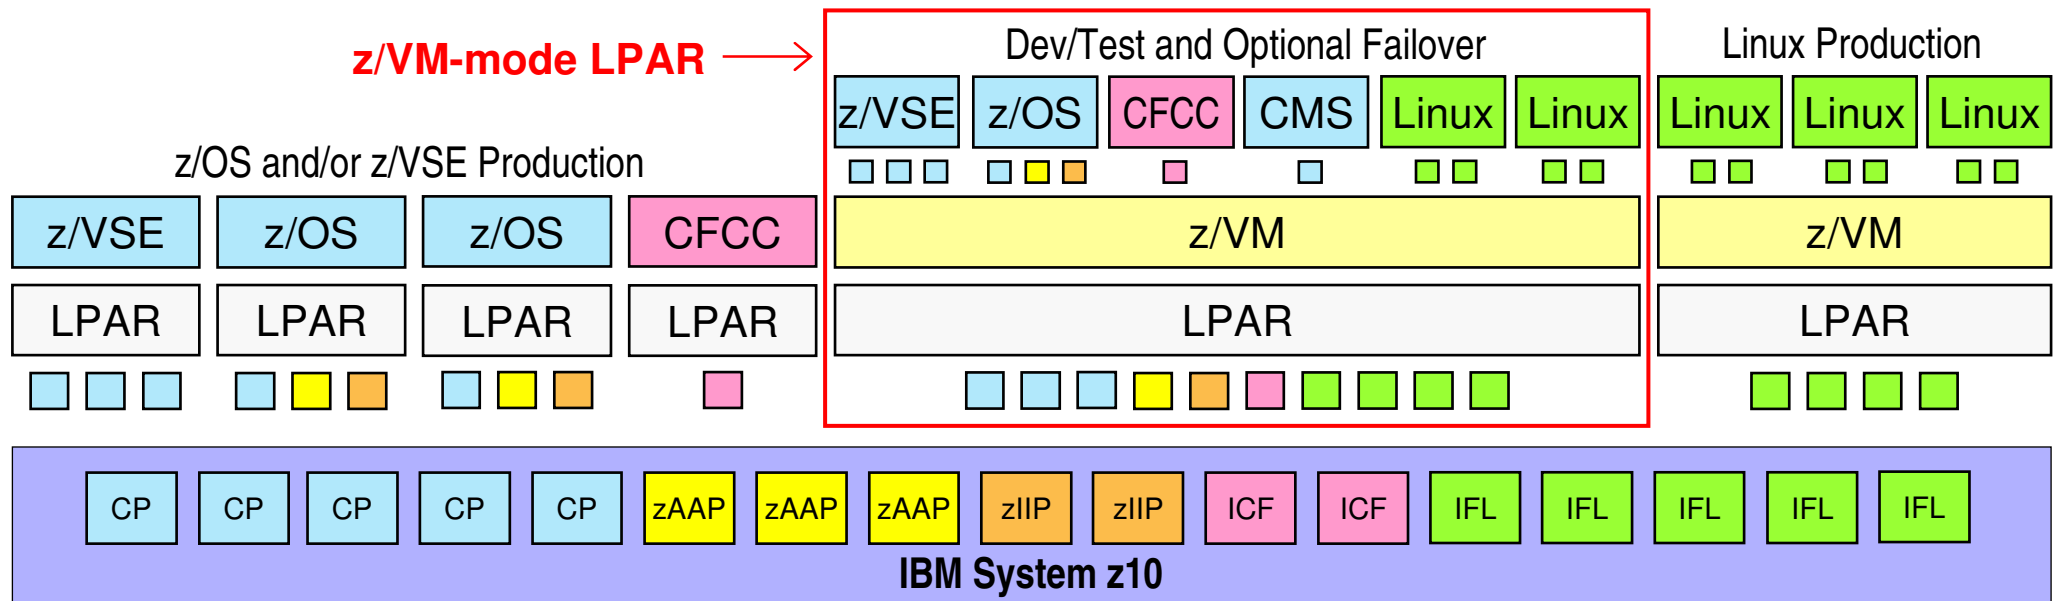 z/VM-mode LPAR
Dev/Test and Optional Failover
Linux Production
z/VSE z/OS CFCC CMS Linux Linux Linux Linux Linux
z/OS and/or z/VSE Production
z/VSE z/OS z/OS CFCC z/VM z/VM
LPAR LPAR LPAR LPAR LPAR LPAR
CP CP CP CP CP zAAP zAAP zAAP zIIP zIIP ICF ICF IFL IFL IFL IFL IFL
IBM System z10